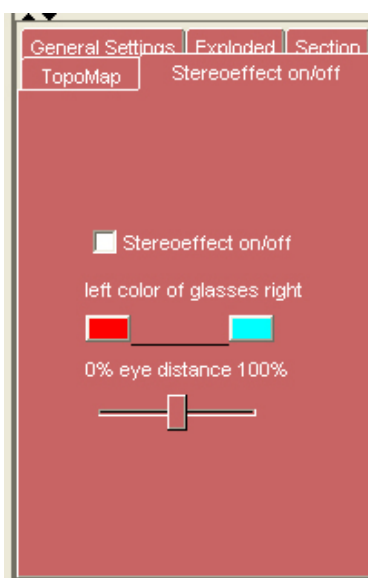 General Settings Exploded Section
TopoMap Stereoeffect on/off
Stereoeffect on/off
left color of glasses right
0% eye distance 100%